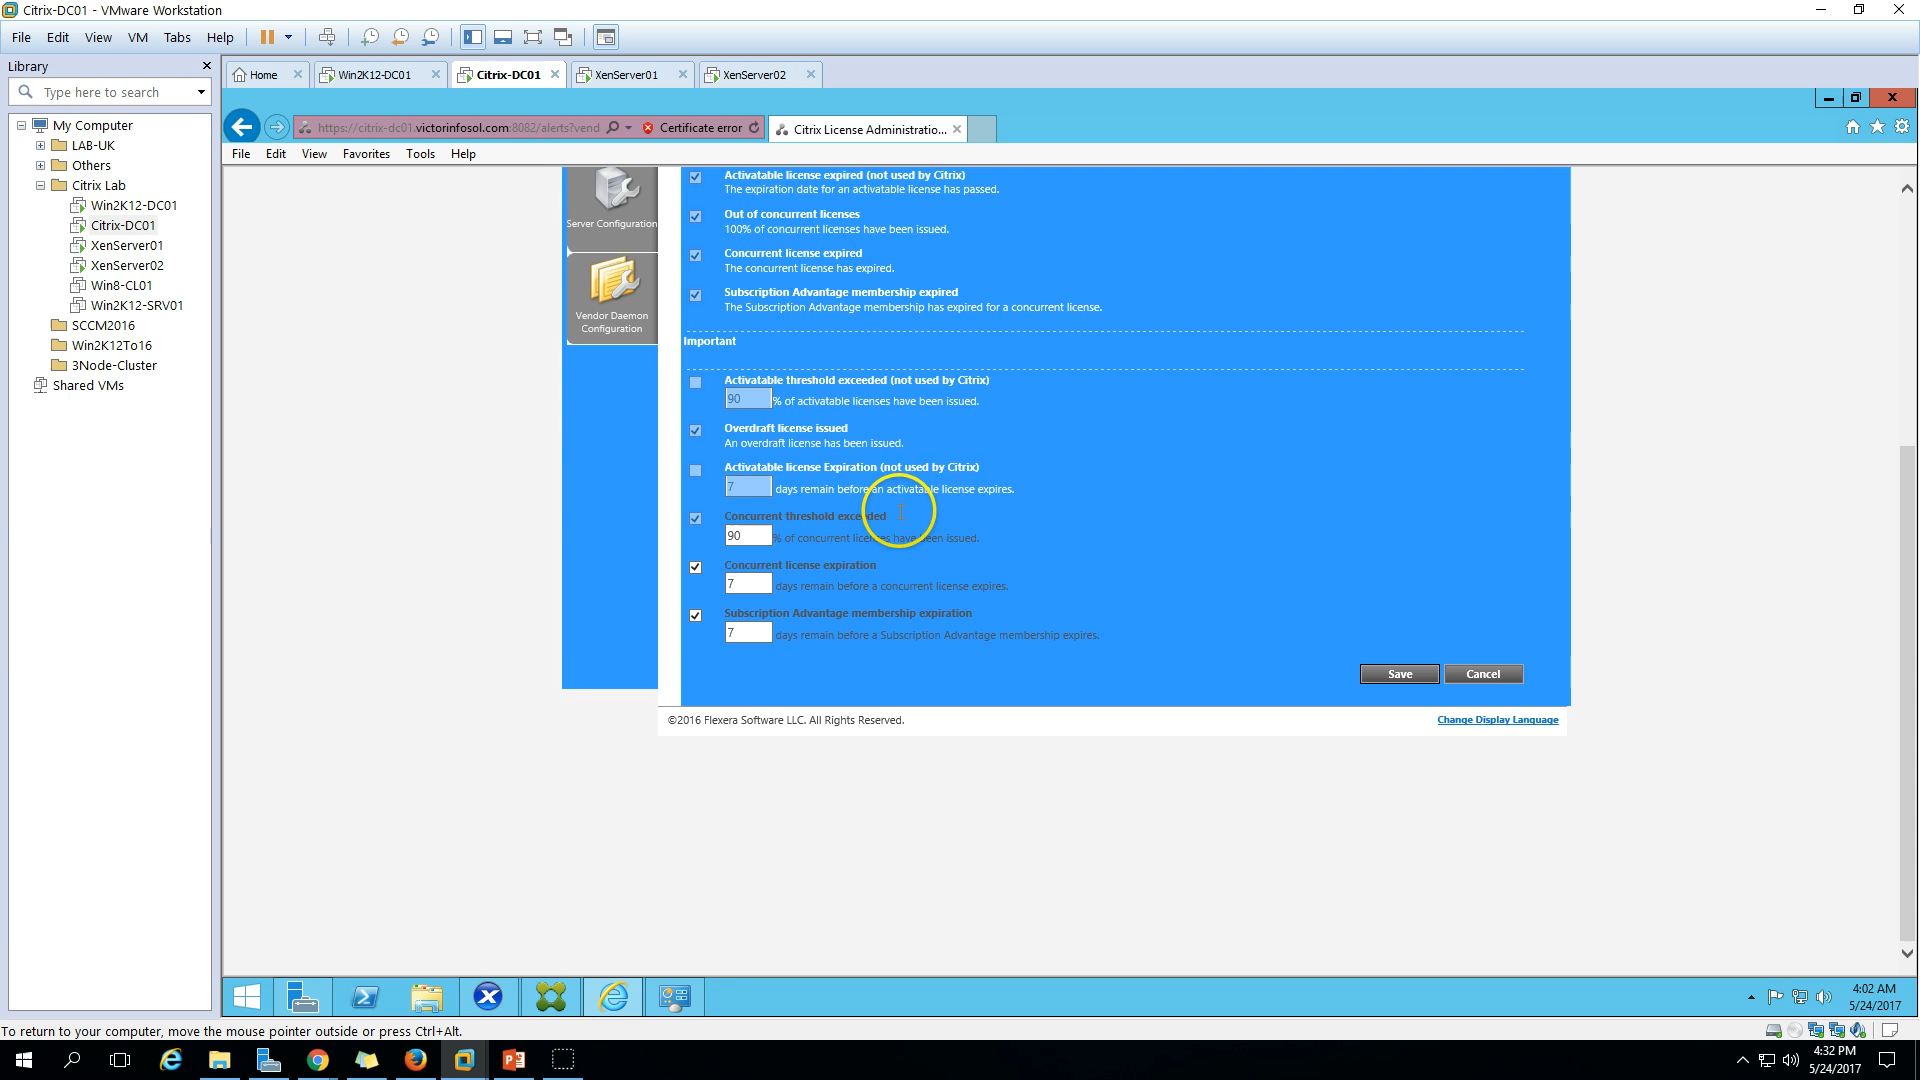 Citrix-DC01 - VMware Workstation
File Edit View VM Tabs Help
Library
Type here to search
My Computer
LAB-UK
Others
Citrix Lab
Win2K12-DC01
Citrix-DC01
XenServer01
XenServer02
Win8-CL01
Win2K12-SRV01
SCCM2016
Win2K12To16
3Node-Cluster
Shared VMs
Home Win2K12-DC01 Citrix-DC01 XenServer01 XenServer02
https://citrix-dc01.victorinfosol.com:8082/alerts?vend Certificate error Citrix License Administratio...
File Edit View Favorites Tools Help
Server Configuration
Vendor Daemon
Configuration
Activatable license expired (not used by Citrix)
The expiration date for an activatable license has passed.
Out of concurrent licenses
100% of concurrent licenses have been issued.
Concurrent license expired
The concurrent license has expired.
Subscription Advantage membership expired
The Subscription Advantage membership has expired for a concurrent license.
Important
Activatable threshold exceeded (not used by Citrix)
90 % of activatable licenses have been issued.
Overdraft license issued
An overdraft license has been issued.
Activatable license Expiration (not used by Citrix)
7 days remain before an activatable license expires.
Concurrent threshold exceeded
90 % of concurrent licenses have been issued.
Concurrent license expiration
7 days remain before a concurrent license expires.
Subscription Advantage membership expiration
7 days remain before a Subscription Advantage membership expires.
Save Cancel
©2016 Flexera Software LLC. All Rights Reserved. Change Display Language
4:02 AM
5/24/2017
To return to your computer, move the mouse pointer outside or press Ctrl+Alt.
4:32 PM
5/24/2017